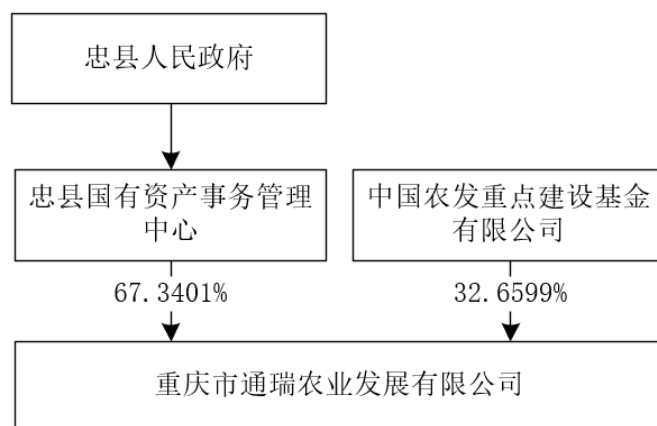 忠县人民政府
忠县国有资产事务管理
中心
中国农发重点建设基金
有限公司
67.3401%
32.6599%
重庆市通瑞农业发展有限公司